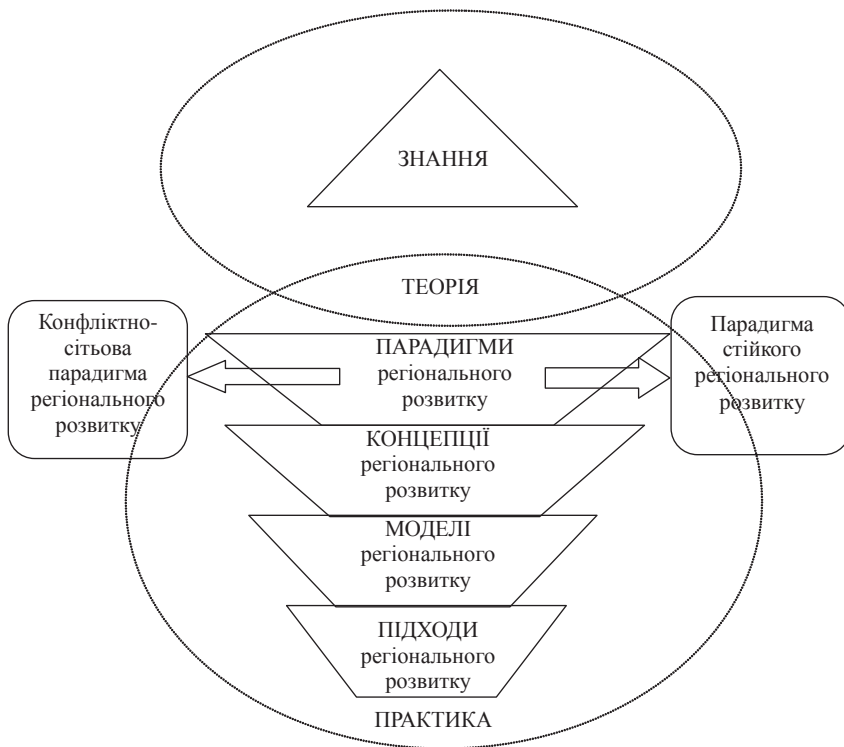 ЗНАННЯ
ТЕОРІЯ
Конфліктно-
сітьова
парадигма
регіонального
розвитку
ПАРАДИГМИ
регіонального
розвитку
Парадигма
стійкого
регіонального
розвитку
КОНЦЕПЦІЇ
регіонального
розвитку
МОДЕЛІ
регіонального
розвитку
ПІДХОДИ
регіонального
розвитку
ПРАКТИКА